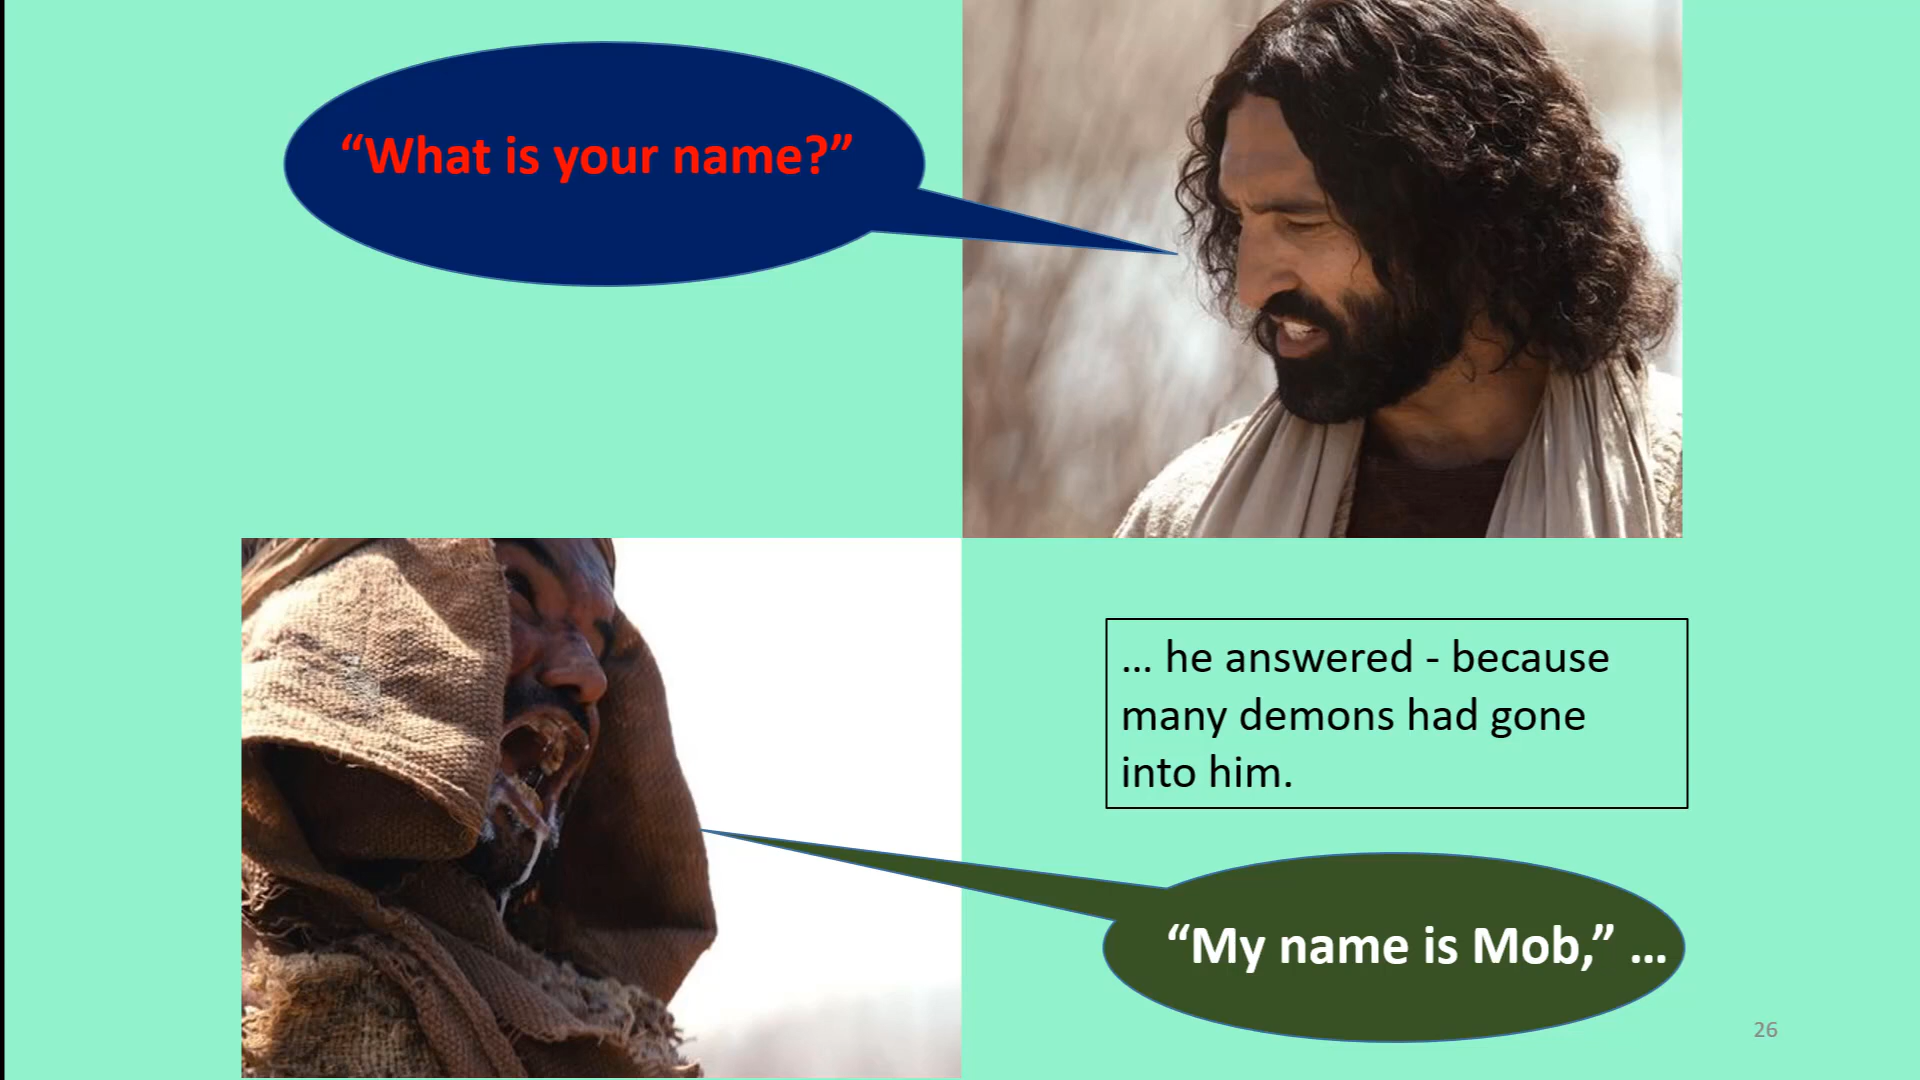 “What is your name?”
... he answered - because
many demons had gone
into him.
“My name is Mob,” ...
26